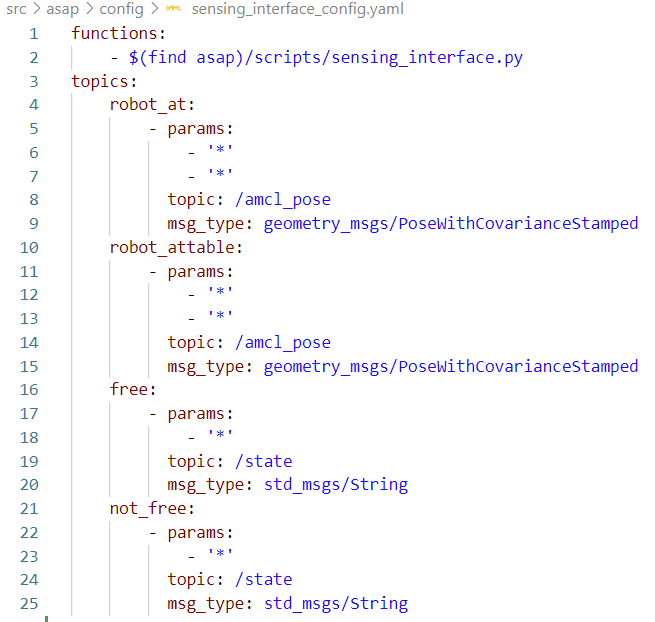 src > asap > config > sensing_interface_config.yaml
1 functions:
2     - $(find asap)/scripts/sensing_interface.py
3 topics:
4     robot_at:
5         - params:
6             - '*'
7             - '*'
8           topic: /amcl_pose
9           msg_type: geometry_msgs/PoseWithCovarianceStamped
10     robot_attable:
11         - params:
12             - '*'
13             - '*'
14           topic: /amcl_pose
15           msg_type: geometry_msgs/PoseWithCovarianceStamped
16     free:
17         - params:
18             - '*'
19           topic: /state
20           msg_type: std_msgs/String
21     not_free:
22         - params:
23             - '*'
24           topic: /state
25           msg_type: std_msgs/String